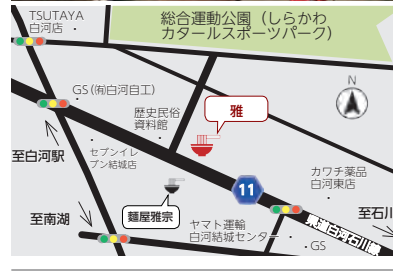 TSUTAYA
白河店
総合運動公園（しらかわ
カタールスポーツパーク）
GS㈲白河自工)
歴史民俗
資料館
雅
N
至白河駅
セブンイレ
ブン結城店
カワチ薬品
白河東店
11
至石川
至南湖
麺屋雅宗
ヤマト運輸
白河結城センター
県道白河石川線
GS